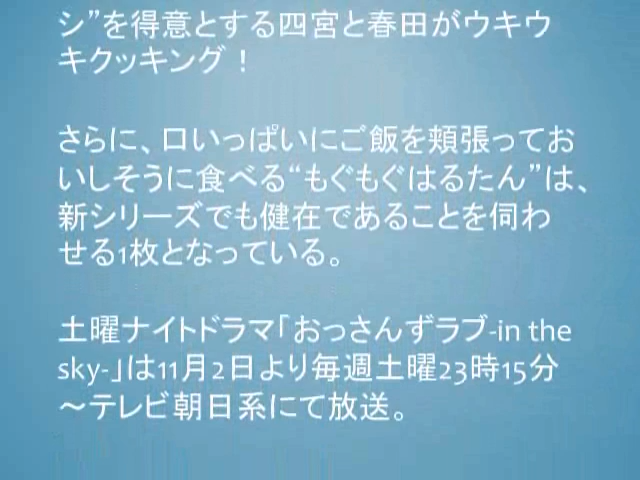 シ”を得意とする四宮と春田がウキウ
キクッキング！
さらに、口いっぱいにご飯を頬張ってお
いしそうに食べる“もぐもぐはるたん”は、
新シリーズでも健在であることを伺わ
せる1枚となっている。
土曜ナイトドラマ「おっさんずラブ-in the
sky-」は11月2日より毎週土曜23時15分
～テレビ朝日系にて放送。